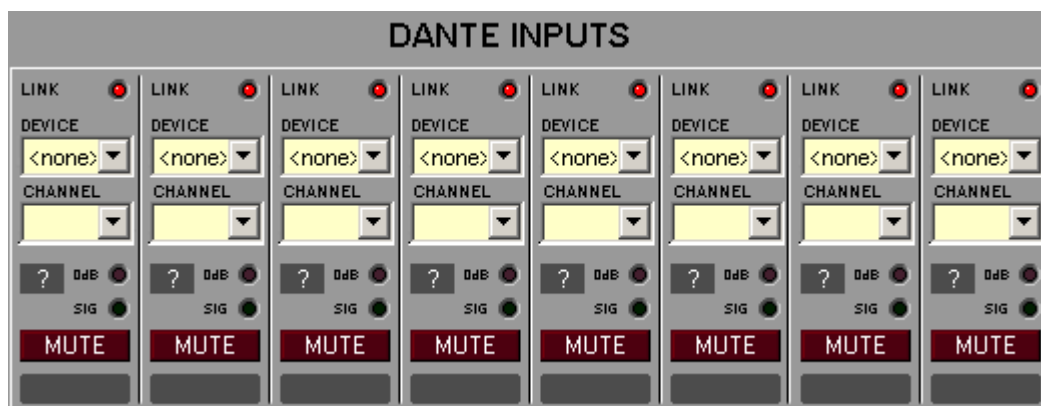 DANTE INPUTS
LINK LINK LINK LINK LINK LINK LINK LINK
DEVICE DEVICE DEVICE DEVICE DEVICE DEVICE DEVICE DEVICE
<none> <none> <none> <none> <none> <none> <none> <none>
CHANNEL CHANNEL CHANNEL CHANNEL CHANNEL CHANNEL CHANNEL CHANNEL
? 0dB ? 0dB ? 0dB ? 0dB ? 0dB ? 0dB ? 0dB ? 0dB
SIG SIG SIG SIG SIG SIG SIG SIG
MUTE MUTE MUTE MUTE MUTE MUTE MUTE MUTE